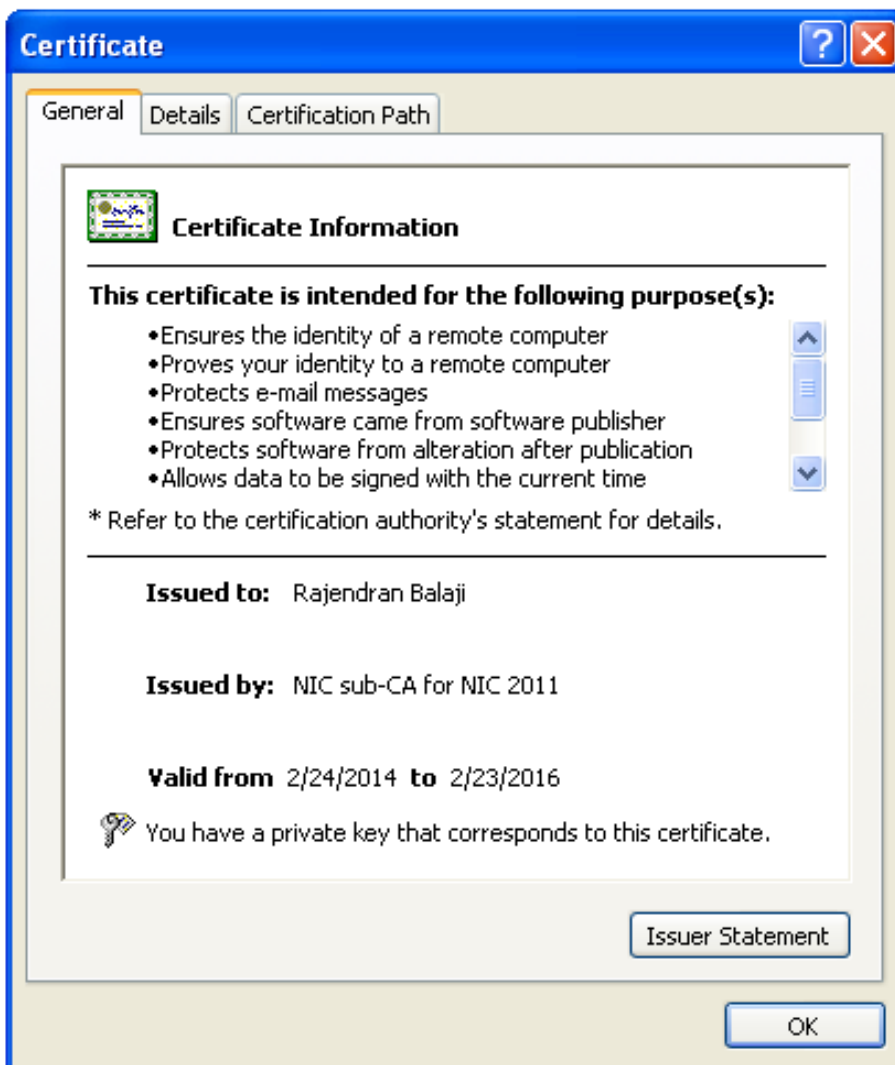 Certificate
General Details Certification Path
Certificate Information
This certificate is intended for the following purpose(s):
•Ensures the identity of a remote computer
•Proves your identity to a remote computer
•Protects e-mail messages
•Ensures software came from software publisher
•Protects software from alteration after publication
•Allows data to be signed with the current time
* Refer to the certification authority's statement for details.
Issued to: Rajendran Balaji
Issued by: NIC sub-CA for NIC 2011
Valid from 2/24/2014 to 2/23/2016
You have a private key that corresponds to this certificate.
Issuer Statement
OK